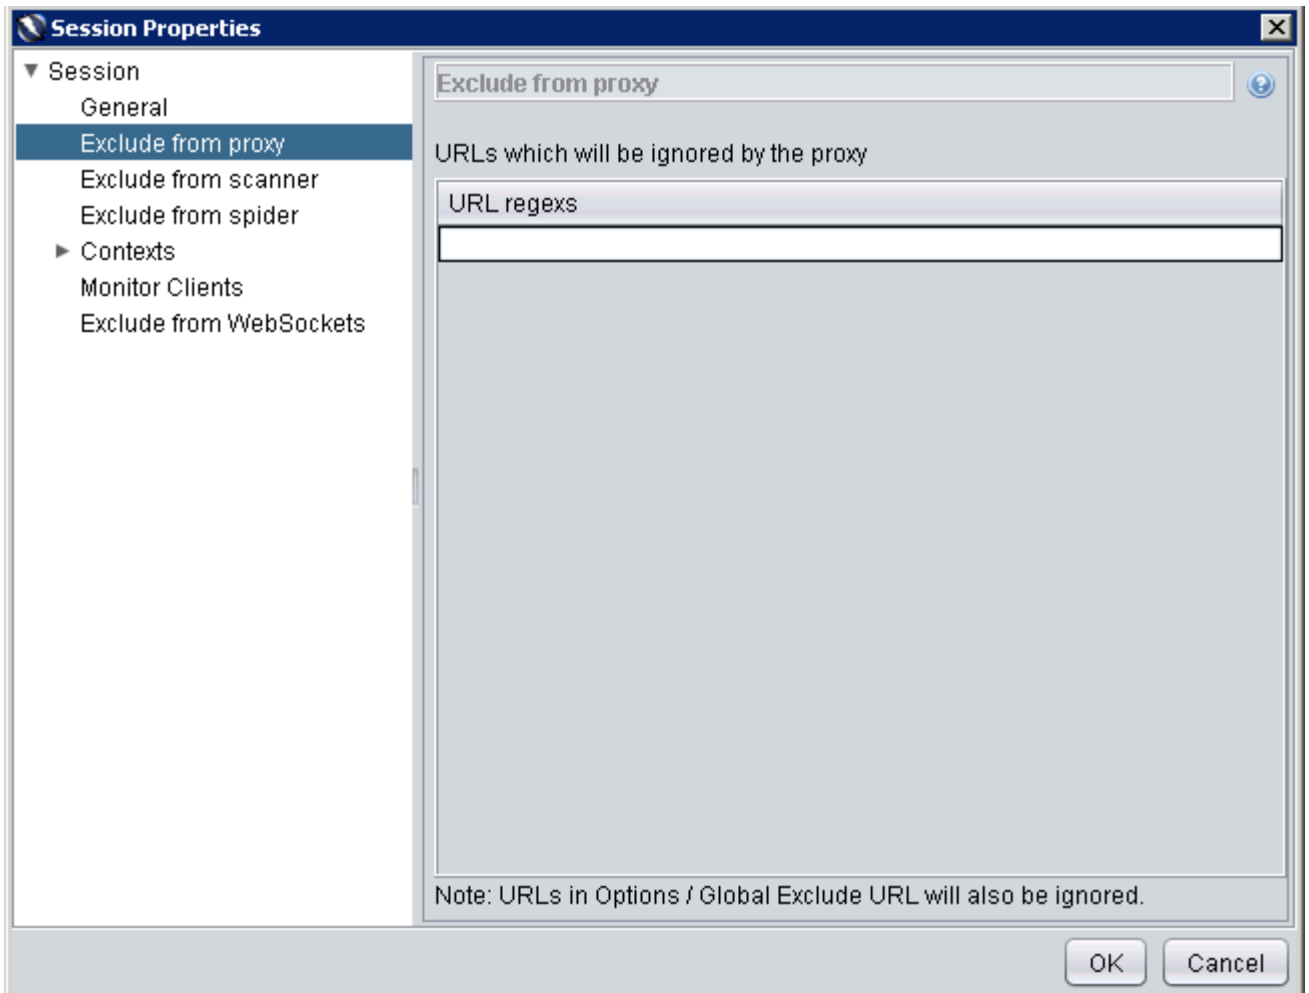 Session Properties
Session
General
Exclude from proxy
Exclude from scanner
Exclude from spider
Contexts
Monitor Clients
Exclude from WebSockets
Exclude from proxy
URLs which will be ignored by the proxy
URL regexs
Note: URLs in Options / Global Exclude URL will also be ignored.
OK
Cancel